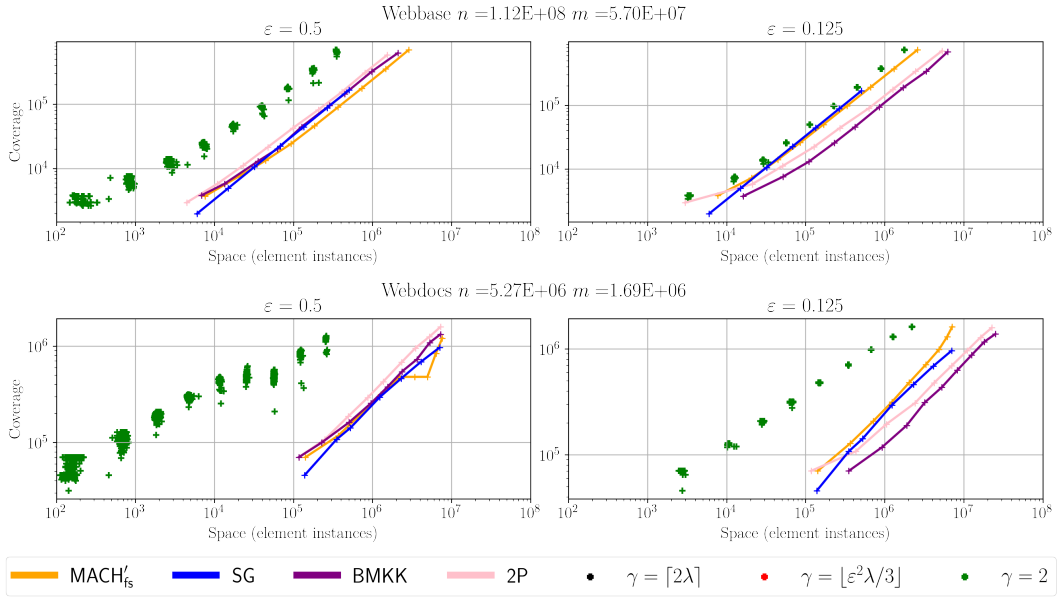 Webbase n =1.12E+08 m =5.70E+07
ε = 0.5
ε = 0.125
Coverage
10^5
10^4
10^5
10^4
10^2 10^3 10^4 10^5 10^6 10^7 10^8
10^2 10^3 10^4 10^5 10^6 10^7 10^8
Space (element instances)
Space (element instances)
Webdocs n =5.27E+06 m =1.69E+06
ε = 0.5
ε = 0.125
Coverage
10^6
10^5
10^6
10^5
10^2 10^3 10^4 10^5 10^6 10^7 10^8
10^2 10^3 10^4 10^5 10^6 10^7 10^8
Space (element instances)
Space (element instances)
MACH′fs SG BMKK 2P γ = ⌈2λ⌉ γ = ⌊ε²λ/3⌋ γ = 2